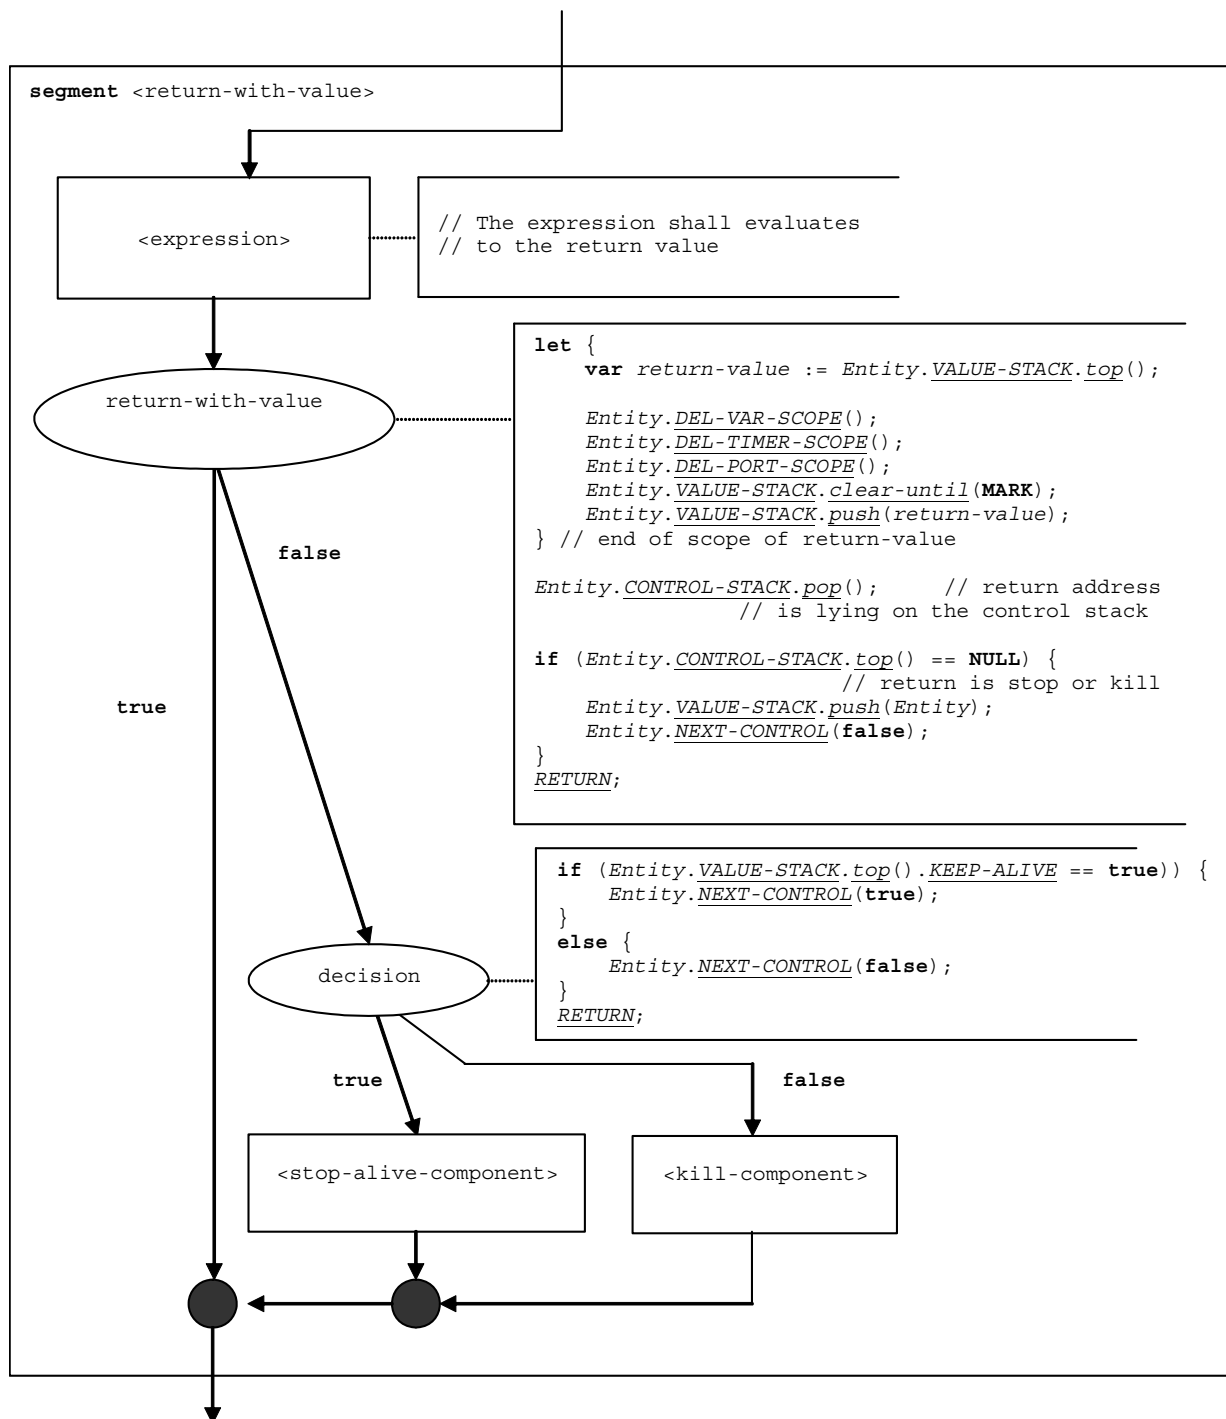 segment <return-with-value>
<expression>
// The expression shall evaluates
// to the return value
return-with-value
let {
var return-value := Entity.VALUE-STACK.top();
Entity.DEL-VAR-SCOPE();
Entity.DEL-TIMER-SCOPE();
Entity.DEL-PORT-SCOPE();
Entity.VALUE-STACK.clear-until(MARK);
Entity.VALUE-STACK.push(return-value);
} // end of scope of return-value
Entity.CONTROL-STACK.pop(); // return address
// is lying on the control stack
if (Entity.CONTROL-STACK.top() == NULL) {
// return is stop or kill
Entity.VALUE-STACK.push(Entity);
Entity.NEXT-CONTROL(false);
}
RETURN;
false
true
decision
if (Entity.VALUE-STACK.top().KEEP-ALIVE == true)) {
Entity.NEXT-CONTROL(true);
}
else {
Entity.NEXT-CONTROL(false);
}
RETURN;
true
false
<stop-alive-component>
<kill-component>